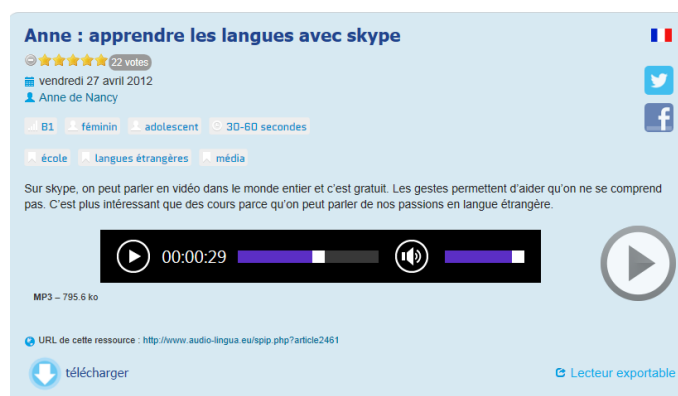 Anne : apprendre les langues avec skype
22 votes
vendredi 27 avril 2012
Anne de Nancy
B1 féminin adolescent 30-60 secondes
école langues étrangères média
Sur skype, on peut parler en vidéo dans le monde entier et c'est gratuit. Les gestes permettent d'aider qu'on ne se comprend
pas. C'est plus intéressant que des cours parce qu'on peut parler de nos passions en langue étrangère.
00:00:29
MP3 – 795.6 ko
URL de cette ressource : http://www.audio-lingua.eu/spip.php?article2461
télécharger Lecteur exportable